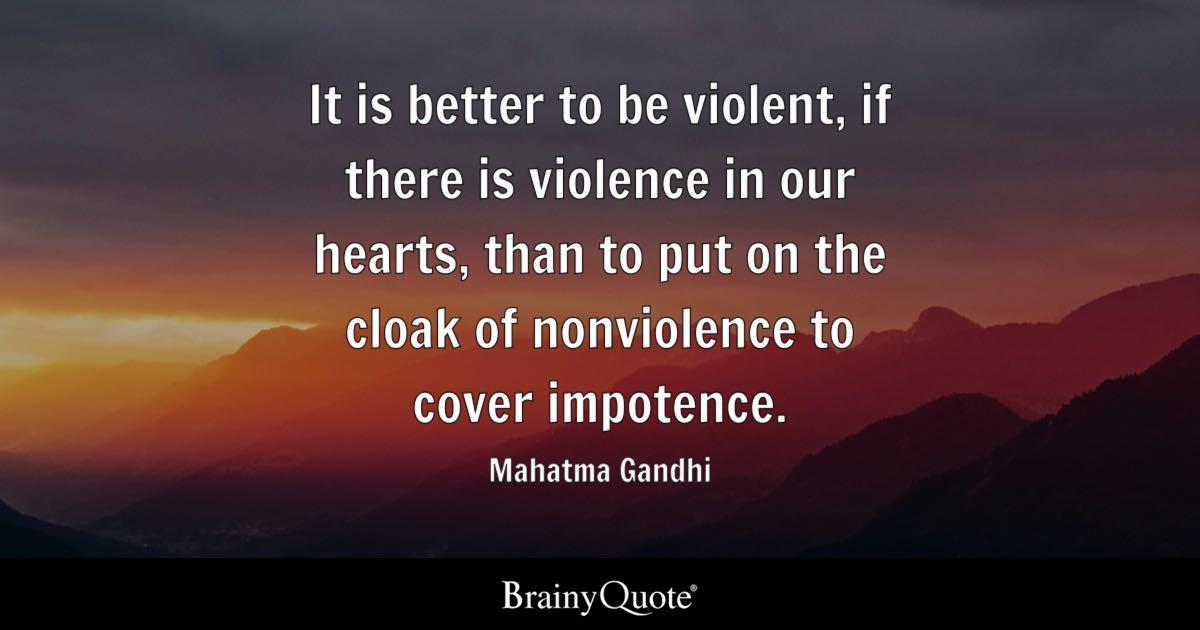 It is better to be violent, if
there is violence in our
hearts, than to put on the
cloak of nonviolence to
cover impotence.
Mahatma Gandhi
BrainyQuote®